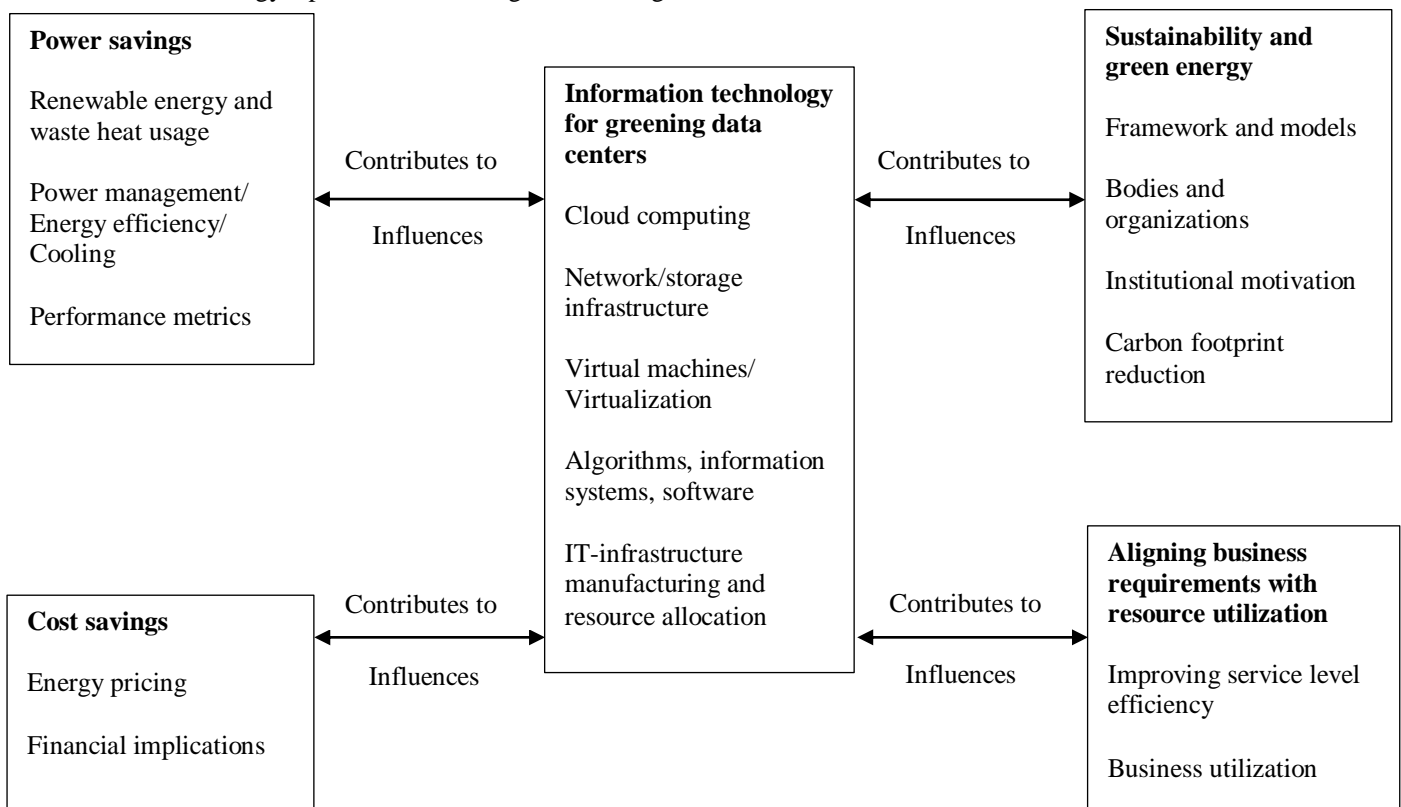 Power savings
Renewable energy and
waste heat usage
Power management/
Energy efficiency/
Cooling
Performance metrics
Contributes to
Influences
Information technology
for greening data
centers
Cloud computing
Network/storage
infrastructure
Virtual machines/
Virtualization
Algorithms, information
systems, software
IT-infrastructure
manufacturing and
resource allocation
Contributes to
Influences
Sustainability and
green energy
Framework and models
Bodies and
organizations
Institutional motivation
Carbon footprint
reduction
Cost savings
Energy pricing
Financial implications
Contributes to
Influences
Contributes to
Influences
Aligning business
requirements with
resource utilization
Improving service level
efficiency
Business utilization